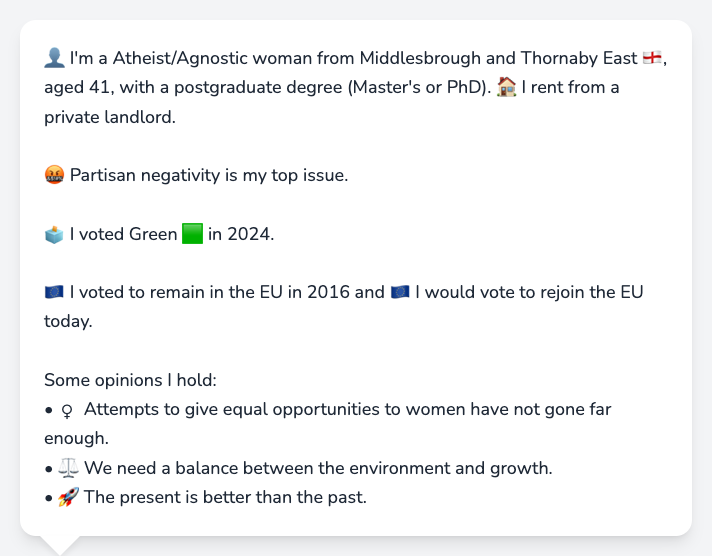 👤 I'm a Atheist/Agnostic woman from Middlesbrough and Thornaby East 🏴󠁧󠁢󠁥󠁮󠁧󠁿,
aged 41, with a postgraduate degree (Master's or PhD). 🏠 I rent from a
private landlord.
🤬 Partisan negativity is my top issue.
🗳️ I voted Green 🟩 in 2024.
🇪🇺 I voted to remain in the EU in 2016 and 🇪🇺 I would vote to rejoin the EU
today.
Some opinions I hold:
• ♀ Attempts to give equal opportunities to women have not gone far
enough.
• ⚖️ We need a balance between the environment and growth.
• 🚀 The present is better than the past.